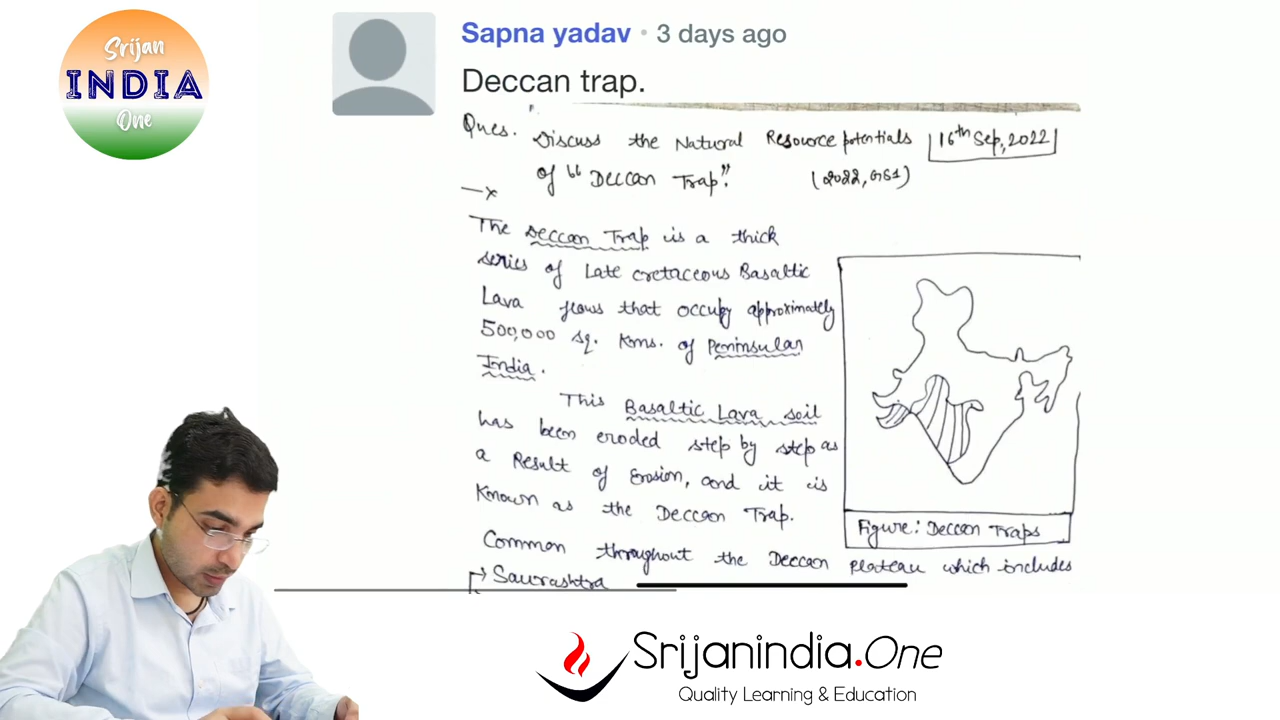 Srijan
INDIA
One
Sapna yadav • 3 days ago
Deccan trap.
Ques. Discuss the Natural Resource potentials
of "Deccan Trap".
(2022, GS1)
16th Sep, 2022
The Deccan Trap is a thick
series of Late cretaceous Basaltic
Lava flows that occupy approximately
500,000 sq. Kms. of Peninsular
India.
This Basaltic Lava soil
has been eroded step by step as
a Result of Erosion, and it is
Known as the Deccan Trap.
Figure: Deccan Traps
Common throughout the Deccan plateau which includes
→ Saurashtra
Srijanindia.One
Quality Learning & Education